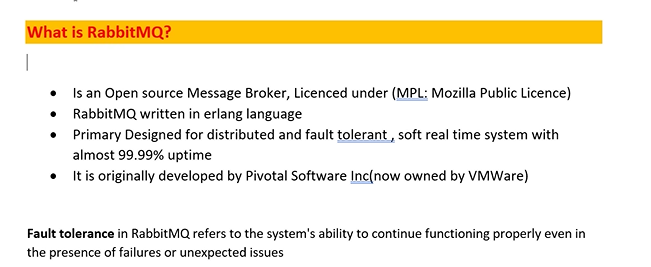 What is RabbitMQ?
• Is an Open source Message Broker, Licenced under (MPL: Mozilla Public Licence)
• RabbitMQ written in erlang language
• Primary Designed for distributed and fault tolerant , soft real time system with
almost 99.99% uptime
• It is originally developed by Pivotal Software Inc(now owned by VMWare)
Fault tolerance in RabbitMQ refers to the system's ability to continue functioning properly even in
the presence of failures or unexpected issues